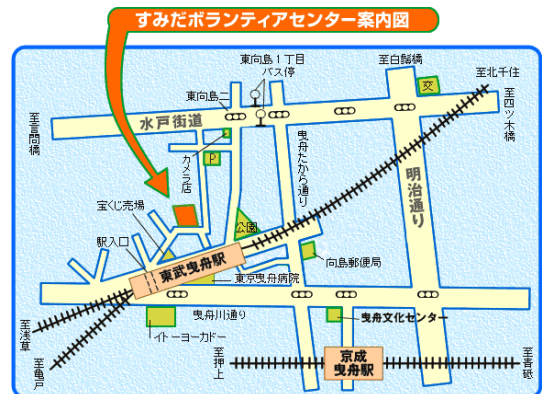 すみだボランティアセンター案内図
東向島1丁目
バス停
至白髭橋
至北千住
交
東向島二
至四ツ木橋
水戸街道
至言問橋
カメラ店
P
曳舟たから通り
明治通り
宝くじ売場
公園
駅入口
東武曳舟駅
向島郵便局
東京曳舟病院
曳舟川通り
至浅草
イトーヨーカドー
曳舟文化センター
至亀戸
至押上
京成
曳舟駅
至青砥